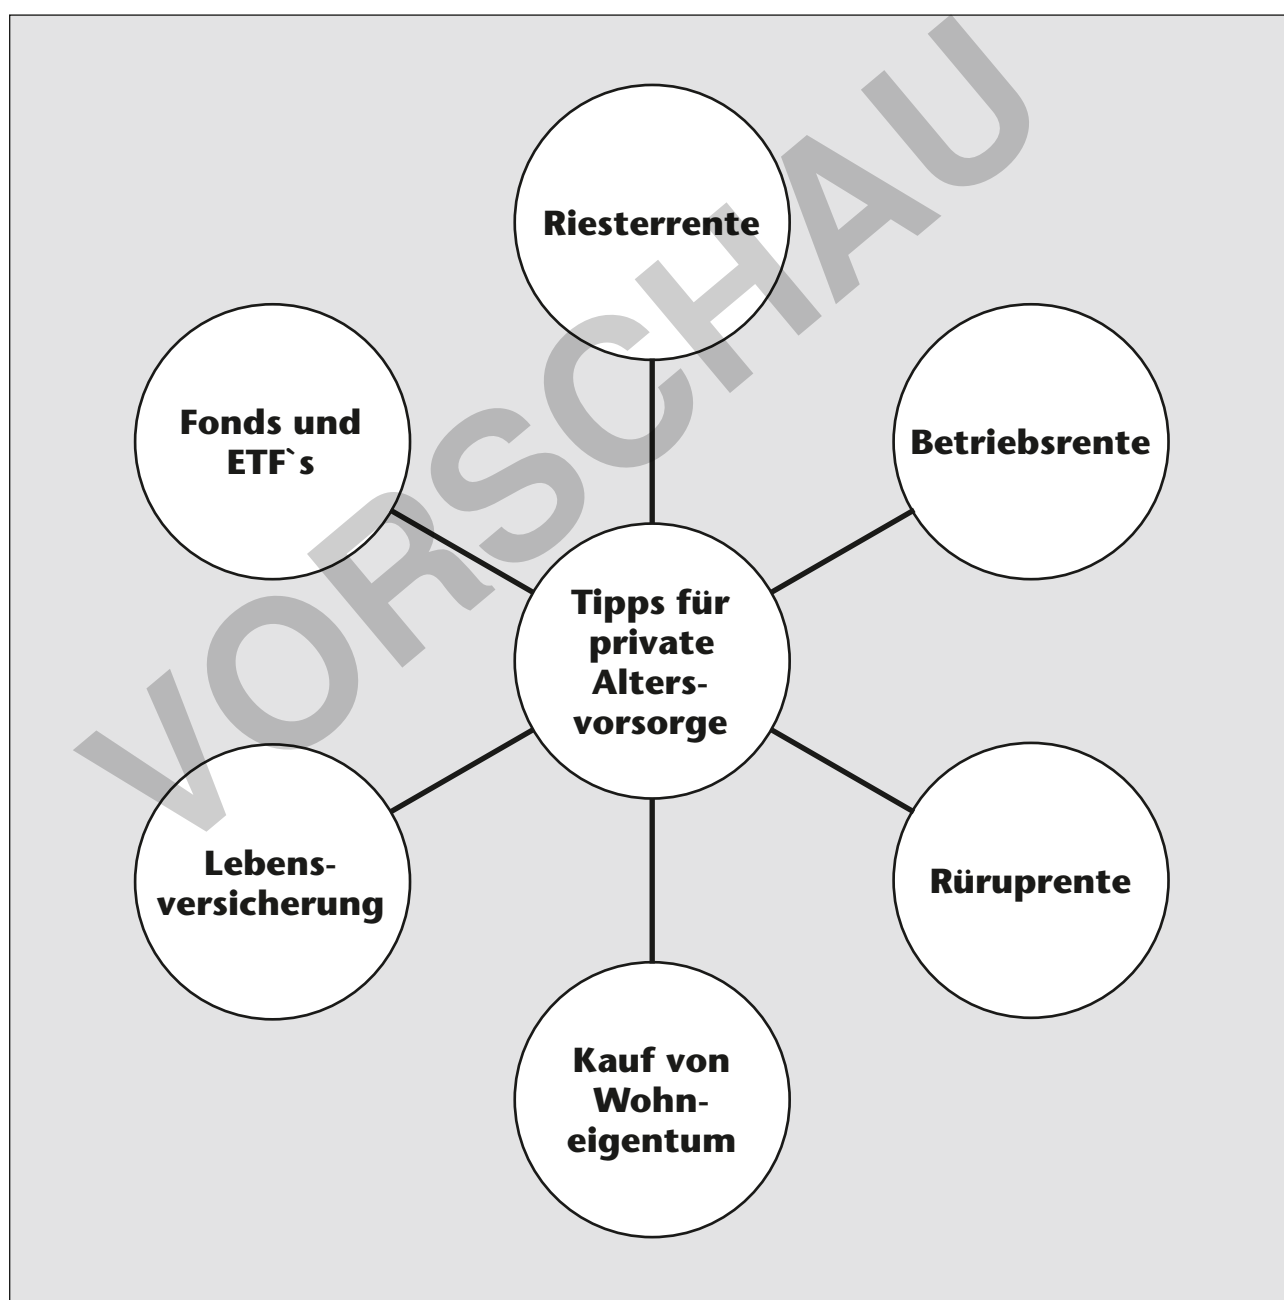 Riesterrente
Fonds und
ETF`s
Betriebsrente
Tipps für
private
Alters-
vorsorge
Lebens-
versicherung
Rüruprente
Kauf von
Wohn-
eigentum
VORSCHAU